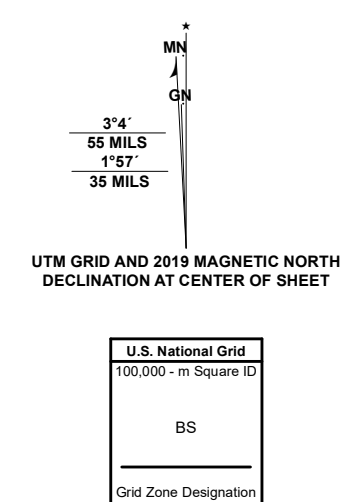 ★
MN
GN
3°4´
55 MILS
1°57´
35 MILS
UTM GRID AND 2019 MAGNETIC NORTH
DECLINATION AT CENTER OF SHEET
U.S. National Grid
100,000 - m Square ID
BS
Grid Zone Designation